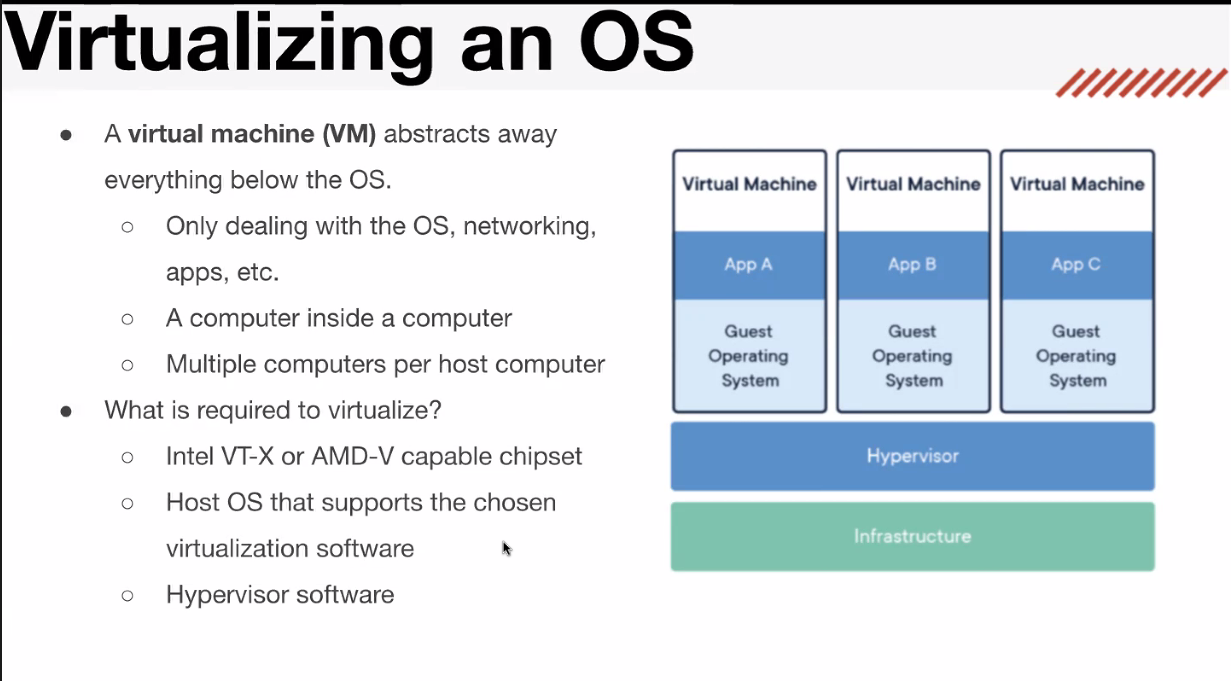 Virtualizing an OS
● A virtual machine (VM) abstracts away
everything below the OS.
○ Only dealing with the OS, networking,
apps, etc.
○ A computer inside a computer
○ Multiple computers per host computer
● What is required to virtualize?
○ Intel VT-X or AMD-V capable chipset
○ Host OS that supports the chosen
virtualization software
○ Hypervisor software
Virtual Machine
App A
Guest
Operating
System
Virtual Machine
App B
Guest
Operating
System
Virtual Machine
App C
Guest
Operating
System
Hypervisor
Infrastructure